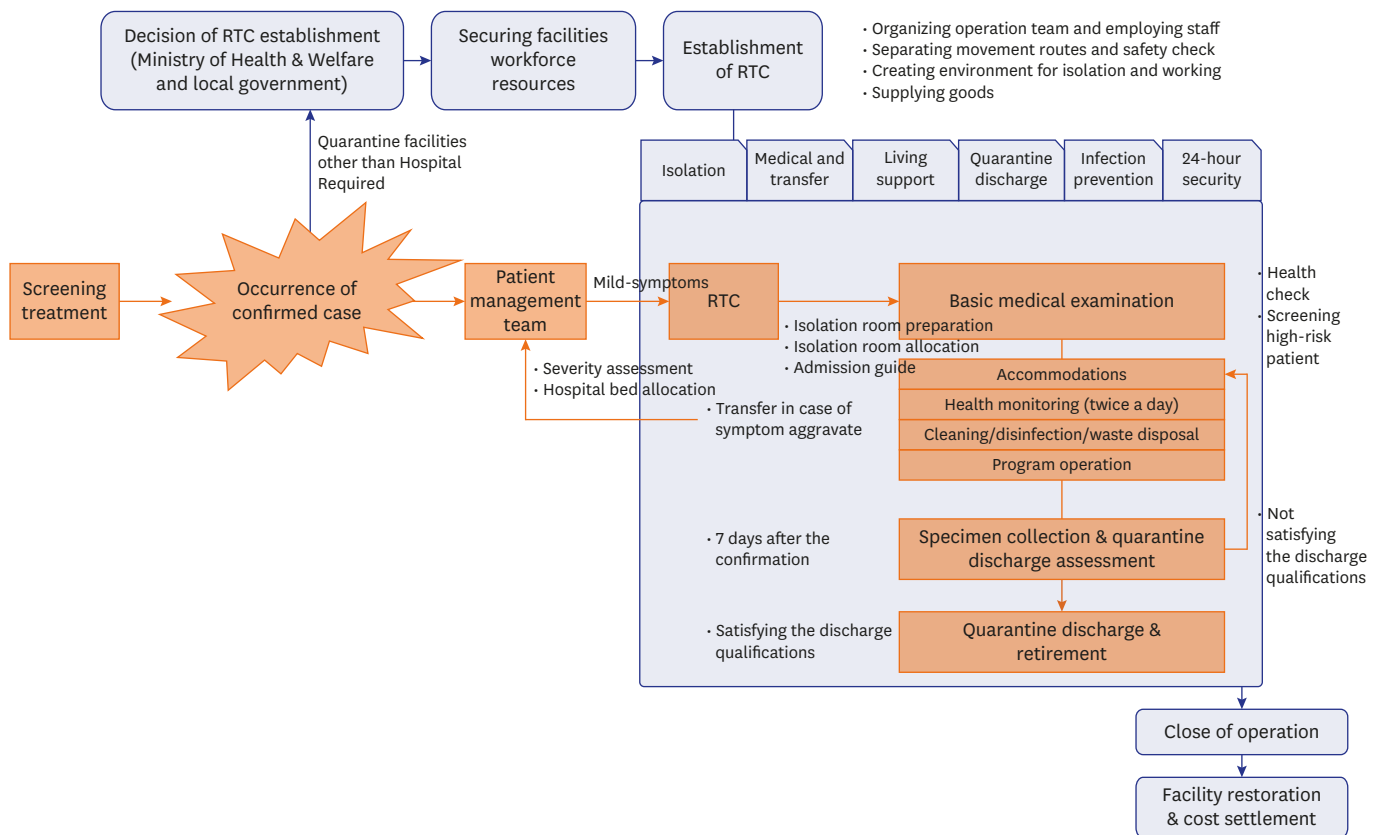 Decision of RTC establishment
(Ministry of Health & Welfare
and local government)
Securing facilities
workforce
resources
Establishment
of RTC
· Organizing operation team and employing staff
· Separating movement routes and safety check
· Creating environment for isolation and working
· Supplying goods
Quarantine facilities
other than Hospital
Required
Isolation
Medical and
transfer
Living
support
Quarantine
discharge
Infection
prevention
24-hour
security
Screening
treatment
Occurrence of
confirmed case
Patient
management
team
Mild-symptoms
RTC
Basic medical examination
· Health
check
· Screening
high-risk
patient
· Isolation room preparation
· Isolation room allocation
· Admission guide
· Severity assessment
· Hospital bed allocation
· Transfer in case of
symptom aggravate
Accommodations
Health monitoring (twice a day)
Cleaning/disinfection/waste disposal
Program operation
· 7 days after the
confirmation
Specimen collection & quarantine
discharge assessment
· Not
satisfying
the discharge
qualifications
· Satisfying the discharge
qualifications
Quarantine discharge &
retirement
Close of operation
Facility restoration
& cost settlement